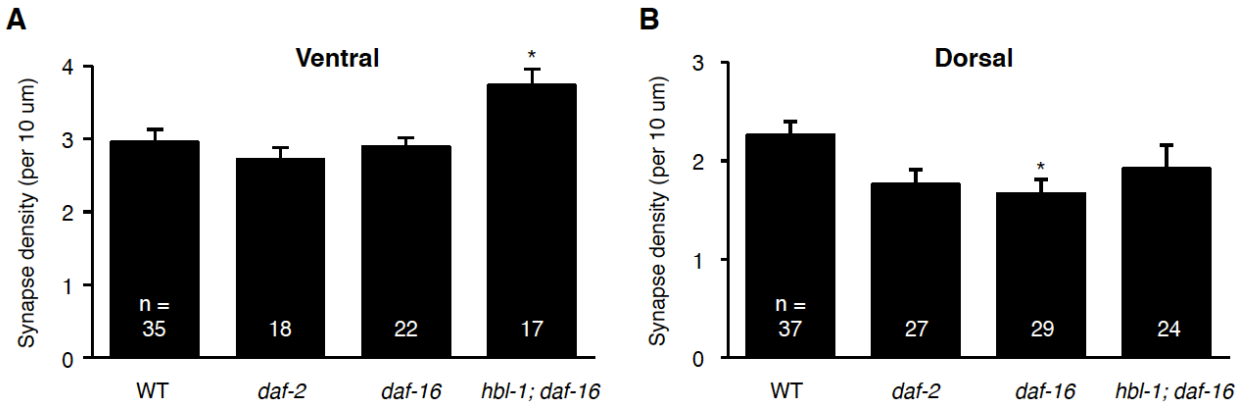 A
Ventral
*
Synapse density (per 10 um)
4
3
2
1
0
n =
35
18
22
17
WT
daf-2
daf-16
hbl-1; daf-16
B
Dorsal
*
Synapse density (per 10 um)
3
2
1
0
n =
37
27
29
24
WT
daf-2
daf-16
hbl-1; daf-16